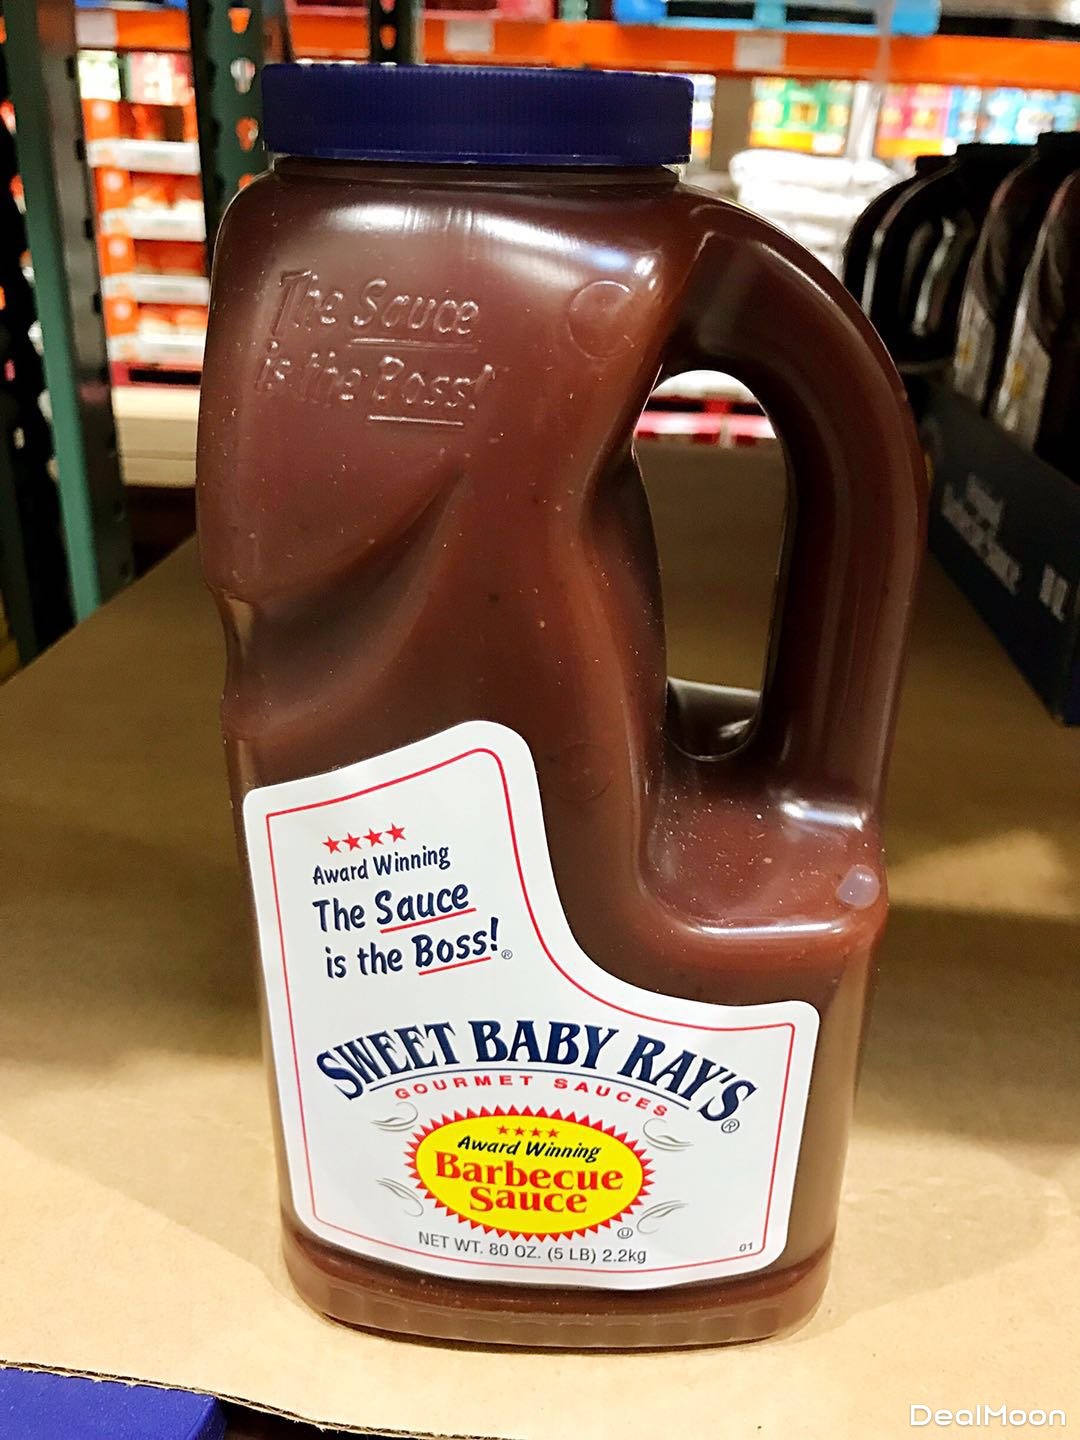 The Sauce
is the Boss!
★★★★
Award Winning
The Sauce
is the Boss!®
SWEET BABY RAY'S®
GOURMET SAUCES
★★★★
Award Winning
Barbecue
Sauce
Ⓤ
NET WT. 80 OZ. (5 LB) 2.2kg
01
DealMoon